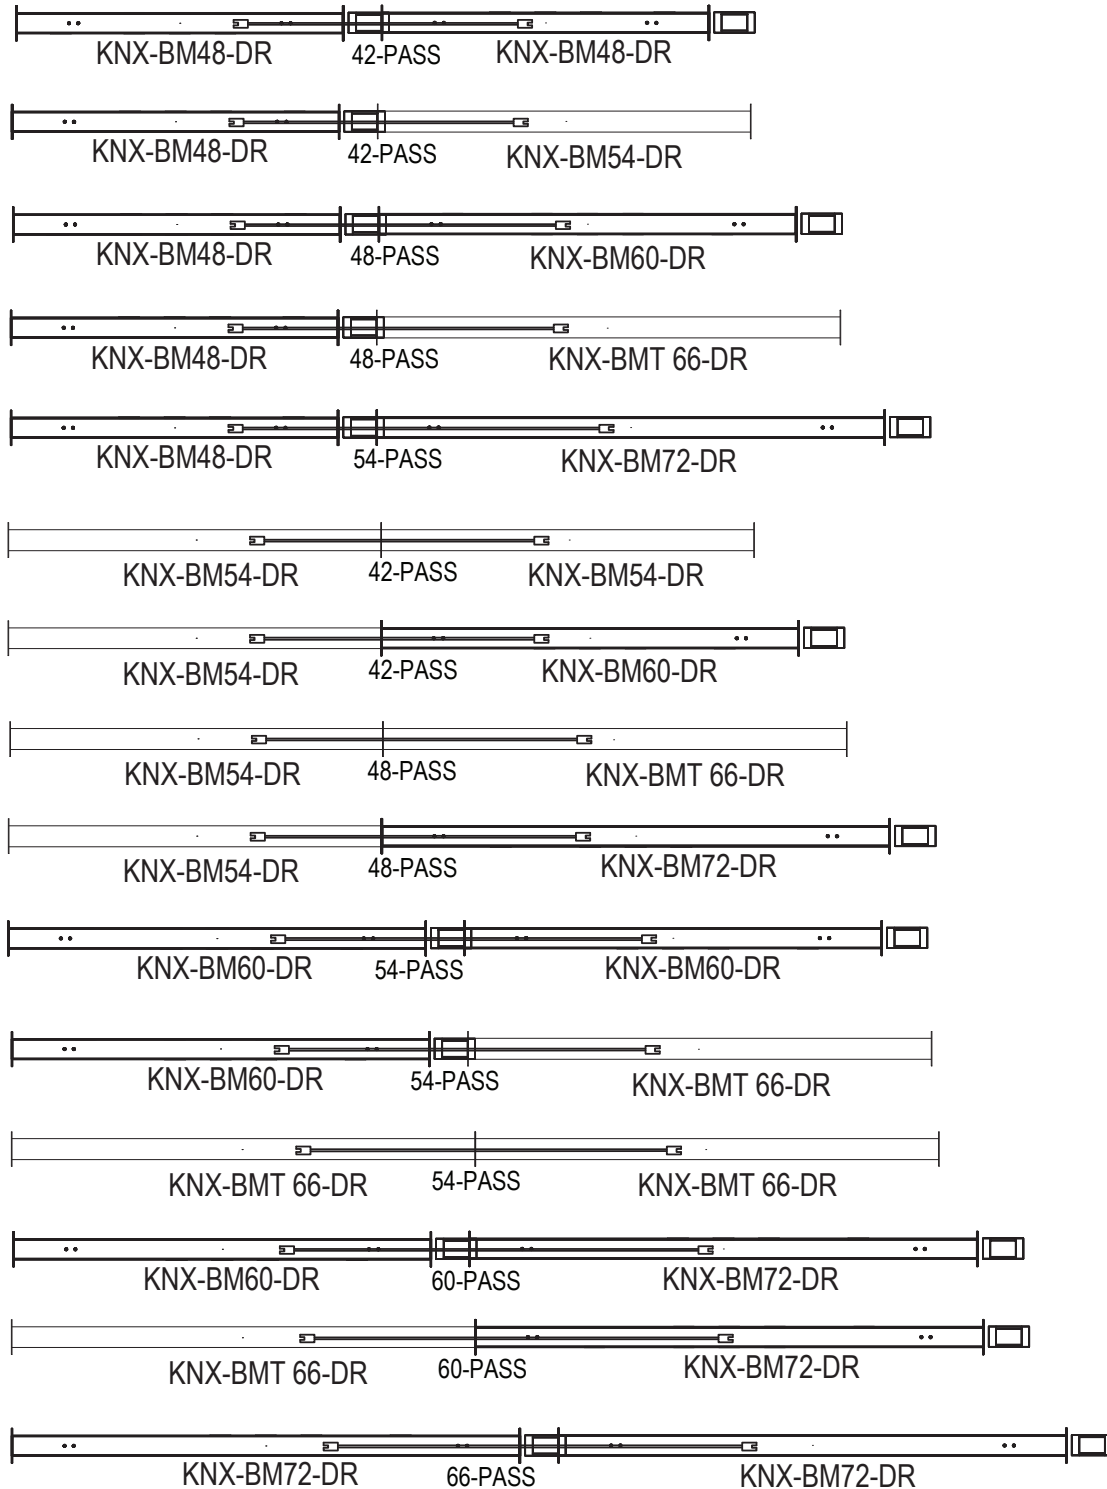 KNX-BM48-DR 42-PASS KNX-BM48-DR
KNX-BM48-DR 42-PASS KNX-BM54-DR
KNX-BM48-DR 48-PASS KNX-BM60-DR
KNX-BM48-DR 48-PASS KNX-BMT 66-DR
KNX-BM48-DR 54-PASS KNX-BM72-DR
KNX-BM54-DR 42-PASS KNX-BM54-DR
KNX-BM54-DR 42-PASS KNX-BM60-DR
KNX-BM54-DR 48-PASS KNX-BMT 66-DR
KNX-BM54-DR 48-PASS KNX-BM72-DR
KNX-BM60-DR 54-PASS KNX-BM60-DR
KNX-BM60-DR 54-PASS KNX-BMT 66-DR
KNX-BMT 66-DR 54-PASS KNX-BMT 66-DR
KNX-BM60-DR 60-PASS KNX-BM72-DR
KNX-BMT 66-DR 60-PASS KNX-BM72-DR
KNX-BM72-DR 66-PASS KNX-BM72-DR